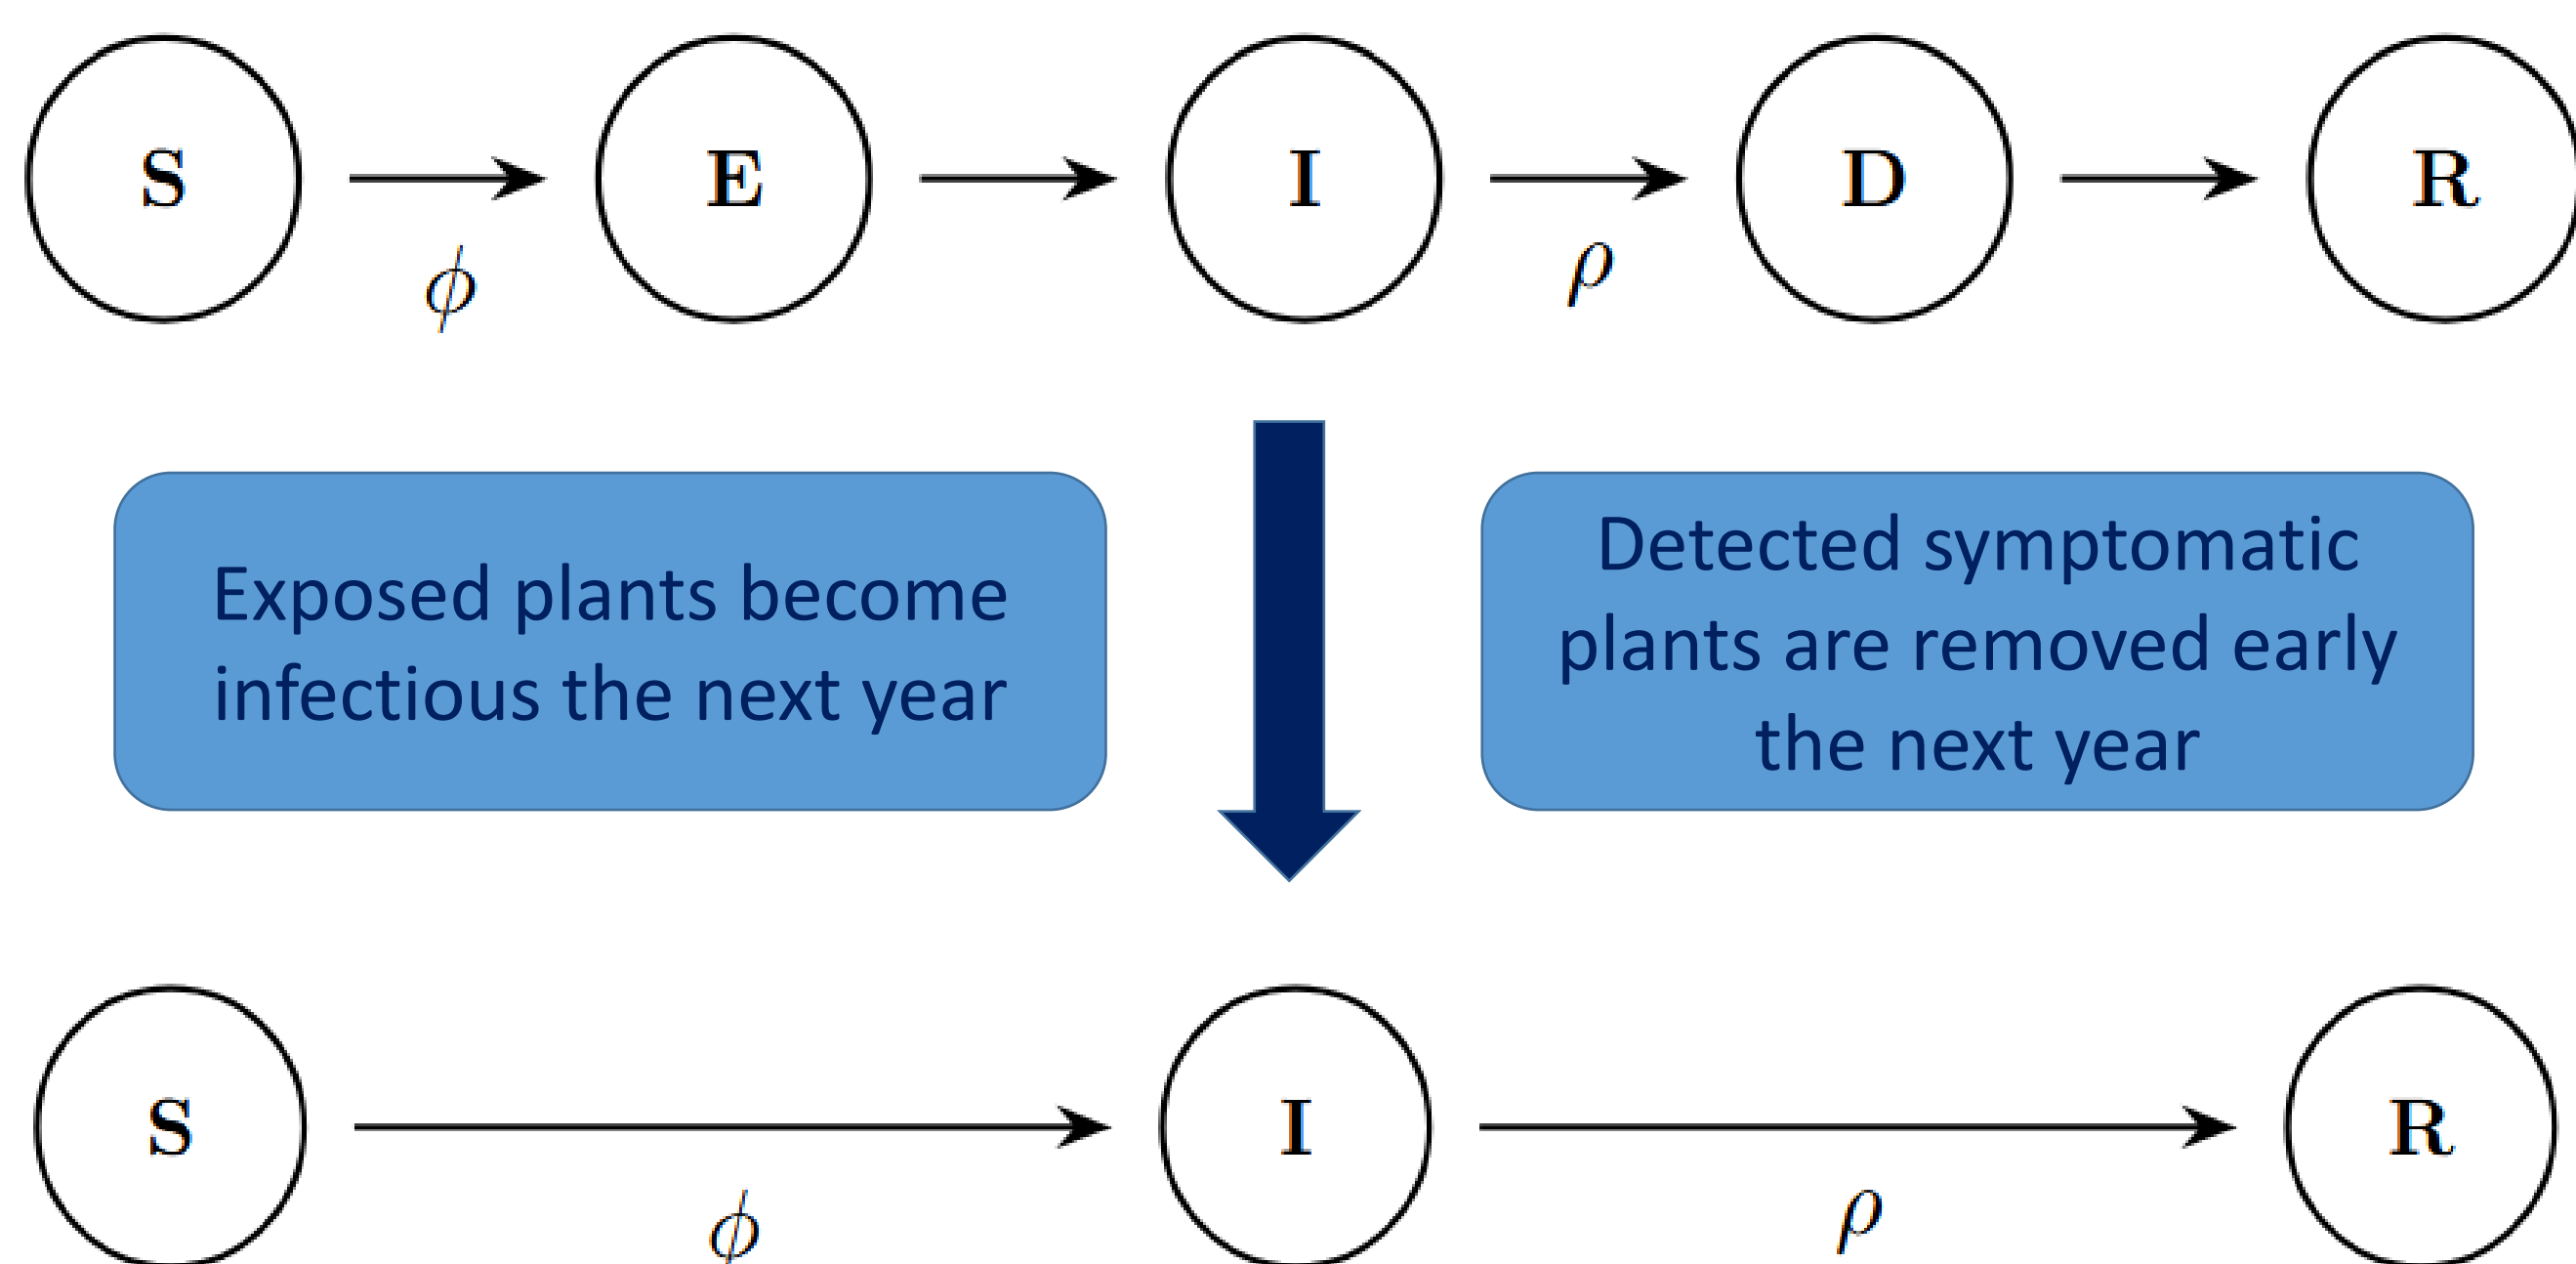 S E I D R
ϕ ρ
Exposed plants become
infectious the next year
Detected symptomatic
plants are removed early
the next year
S I R
ϕ ρ